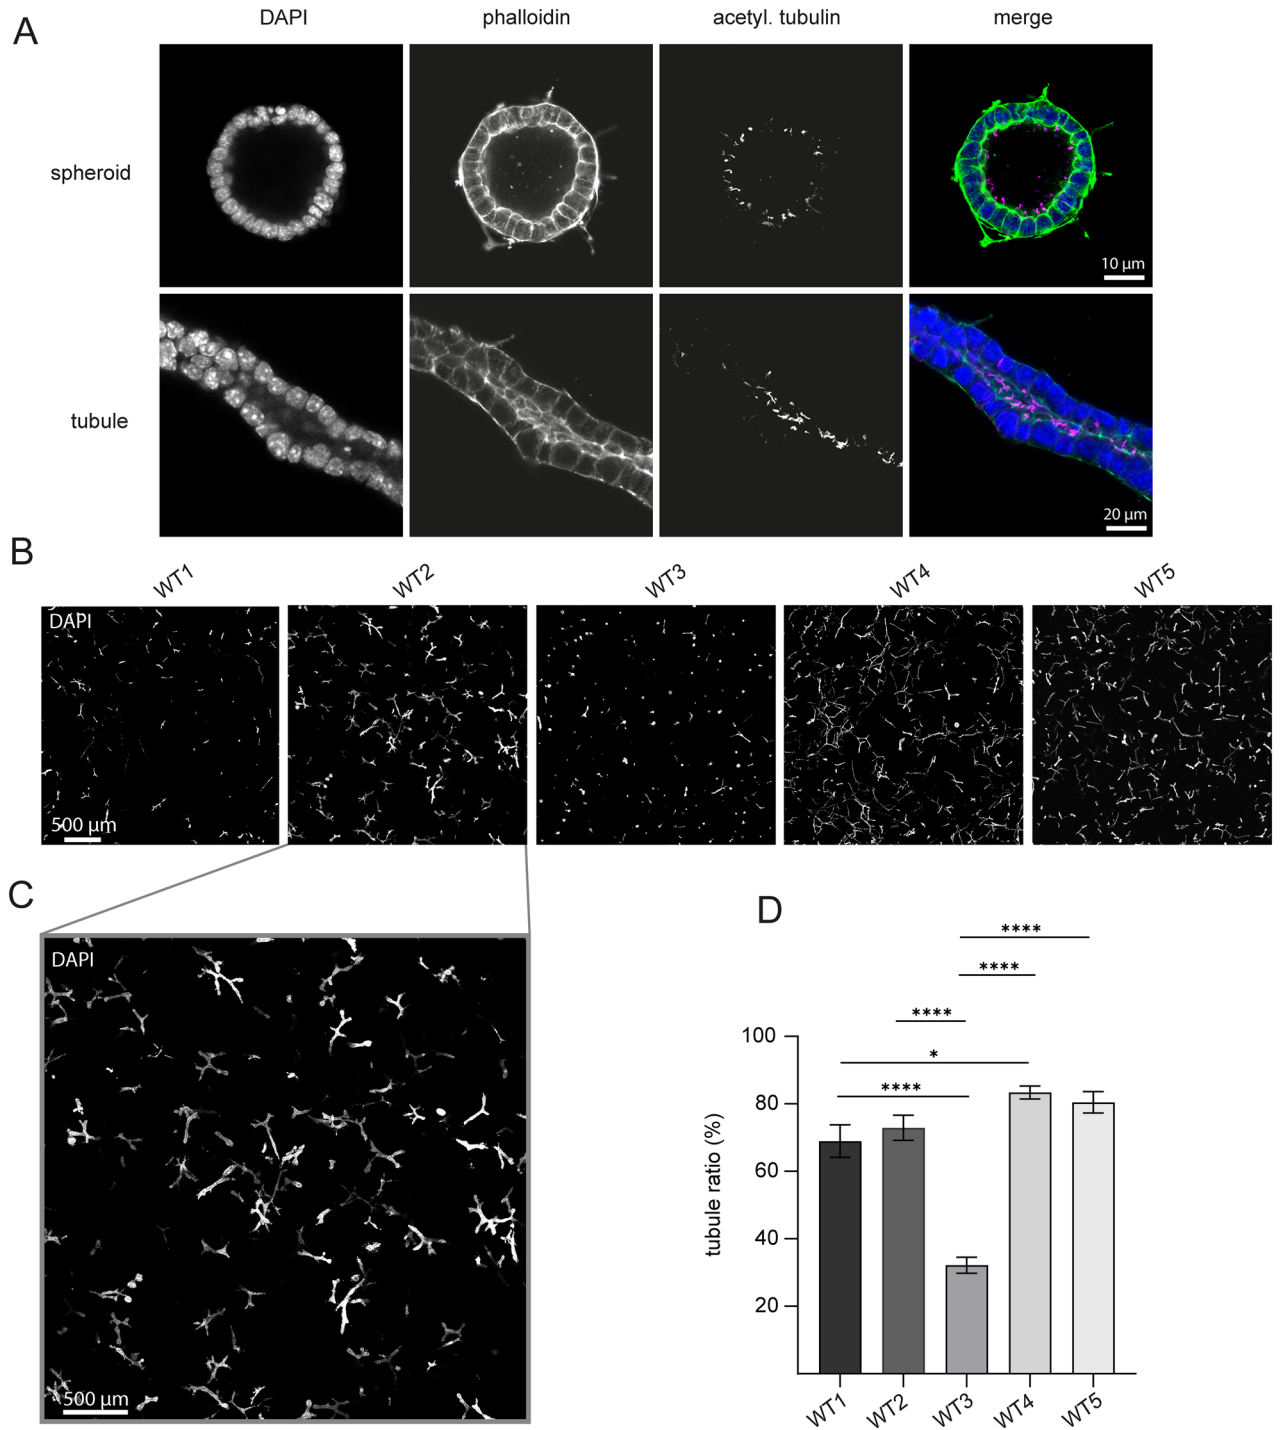 A
DAPI phalloidin acetyl. tubulin merge
spheroid
10 µm
tubule
20 µm
B
WT1 WT2 WT3 WT4 WT5
DAPI
500 µm
C
DAPI
500 µm
D
****
****
****
*
****
100
80
60
40
20
tubule ratio (%)
WT1 WT2 WT3 WT4 WT5